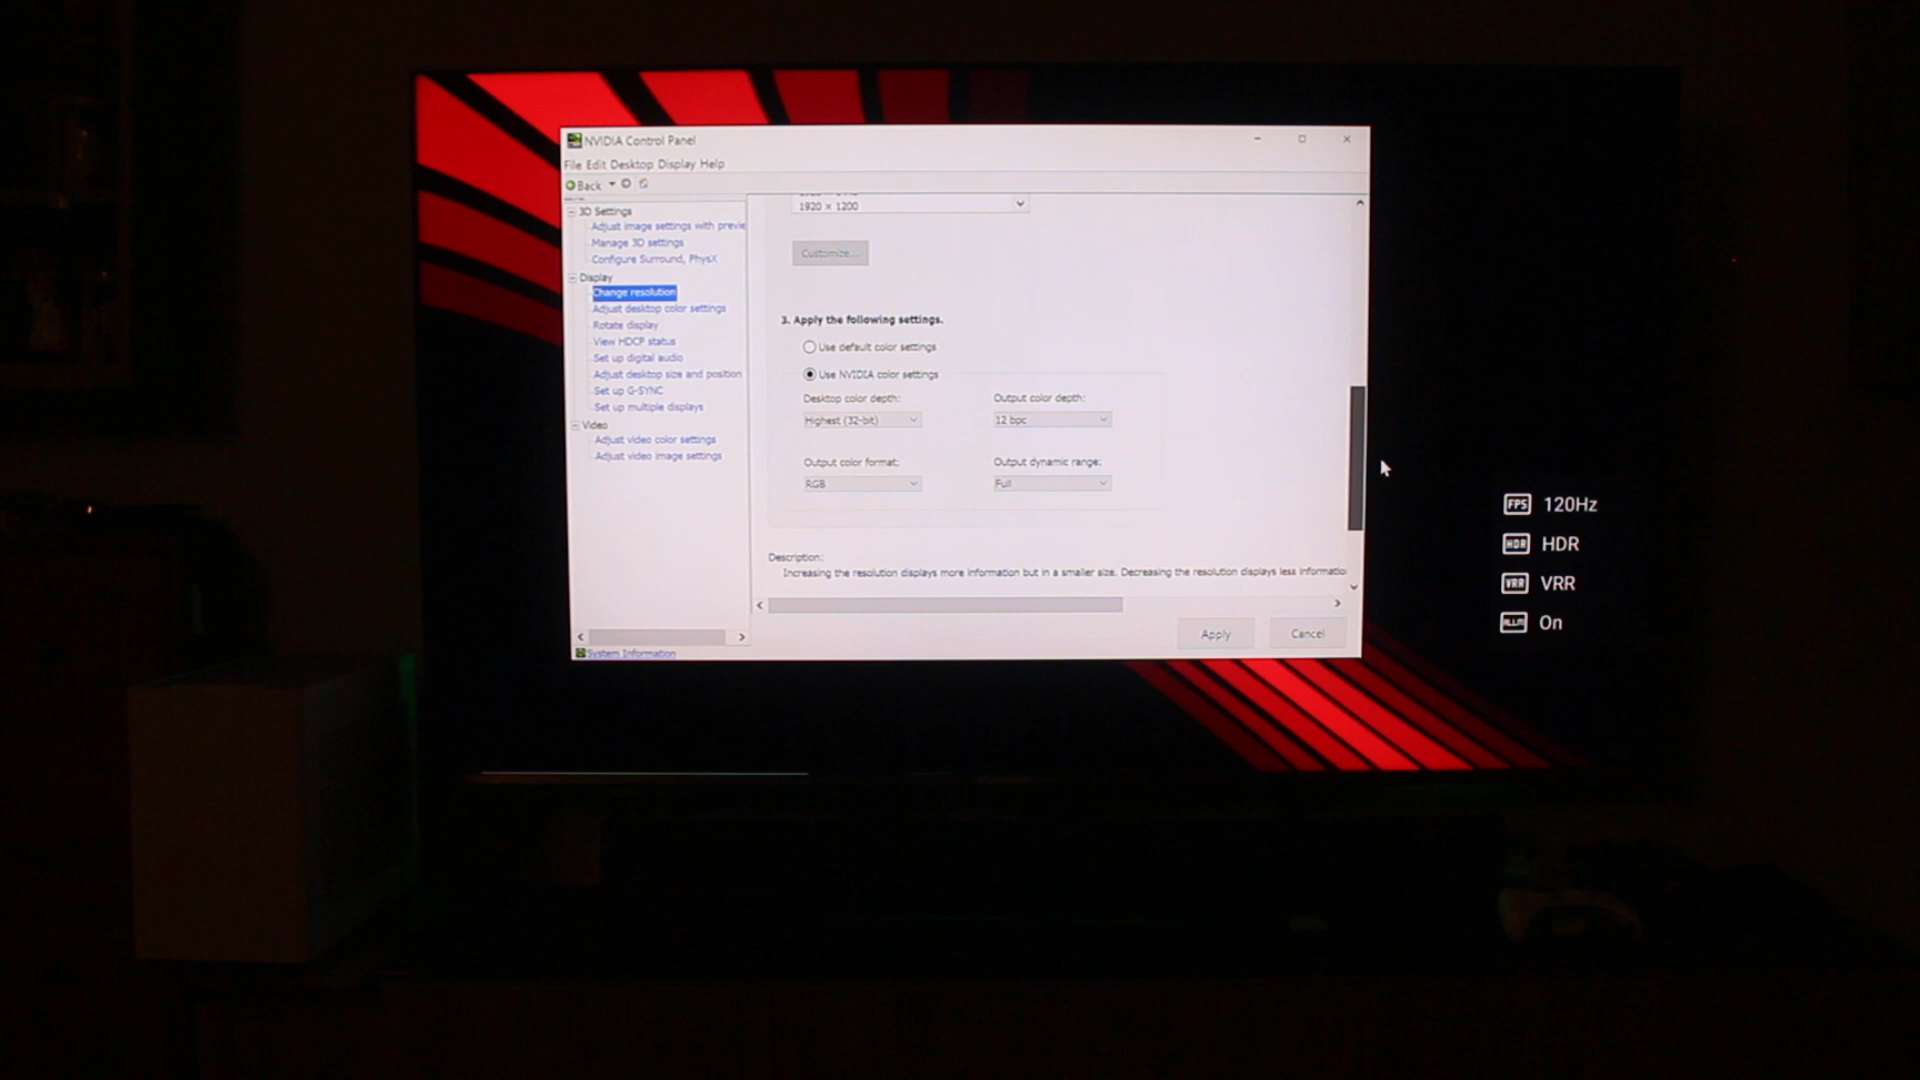 NVIDIA Control Panel
File Edit Desktop Display Help
Back
3D Settings
Adjust image settings with previe
Manage 3D settings
Configure Surround, PhysX
Display
Change resolution
Adjust desktop color settings
Rotate display
View HDCP status
Set up digital audio
Adjust desktop size and position
Set up G-SYNC
Set up multiple displays
Video
Adjust video color settings
Adjust video image settings
System Information
1920 × 1200
Customize...
3. Apply the following settings.
Use default color settings
Use NVIDIA color settings
Desktop color depth:
Highest (32-bit)
Output color depth:
12 bpc
Output color format:
RGB
Output dynamic range:
Full
Description:
Increasing the resolution displays more information but in a smaller size. Decreasing the resolution displays less informatio
Apply
Cancel
FPS 120Hz
HDR HDR
VRR VRR
ALLM On